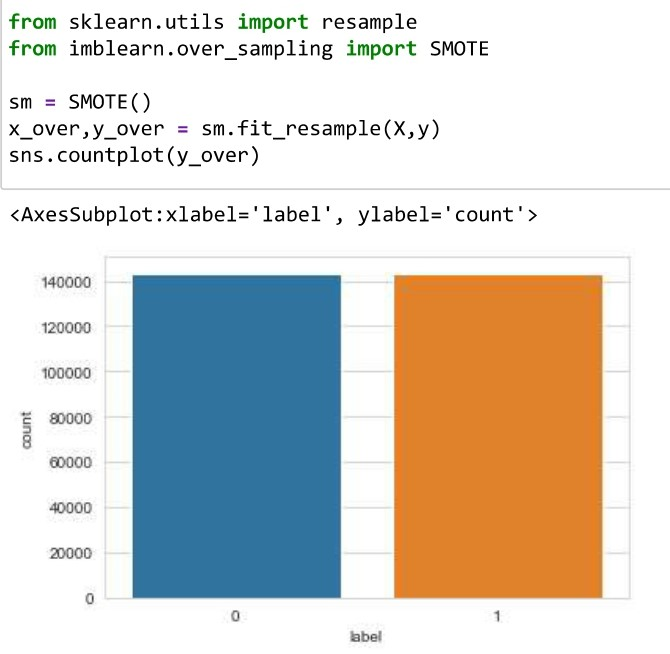 from sklearn.utils import resample
from imblearn.over_sampling import SMOTE
sm = SMOTE()
x_over,y_over = sm.fit_resample(X,y)
sns.countplot(y_over)
<AxesSubplot:xlabel='label', ylabel='count'>
140000
120000
100000
80000
60000
40000
20000
0
count
0 1
label